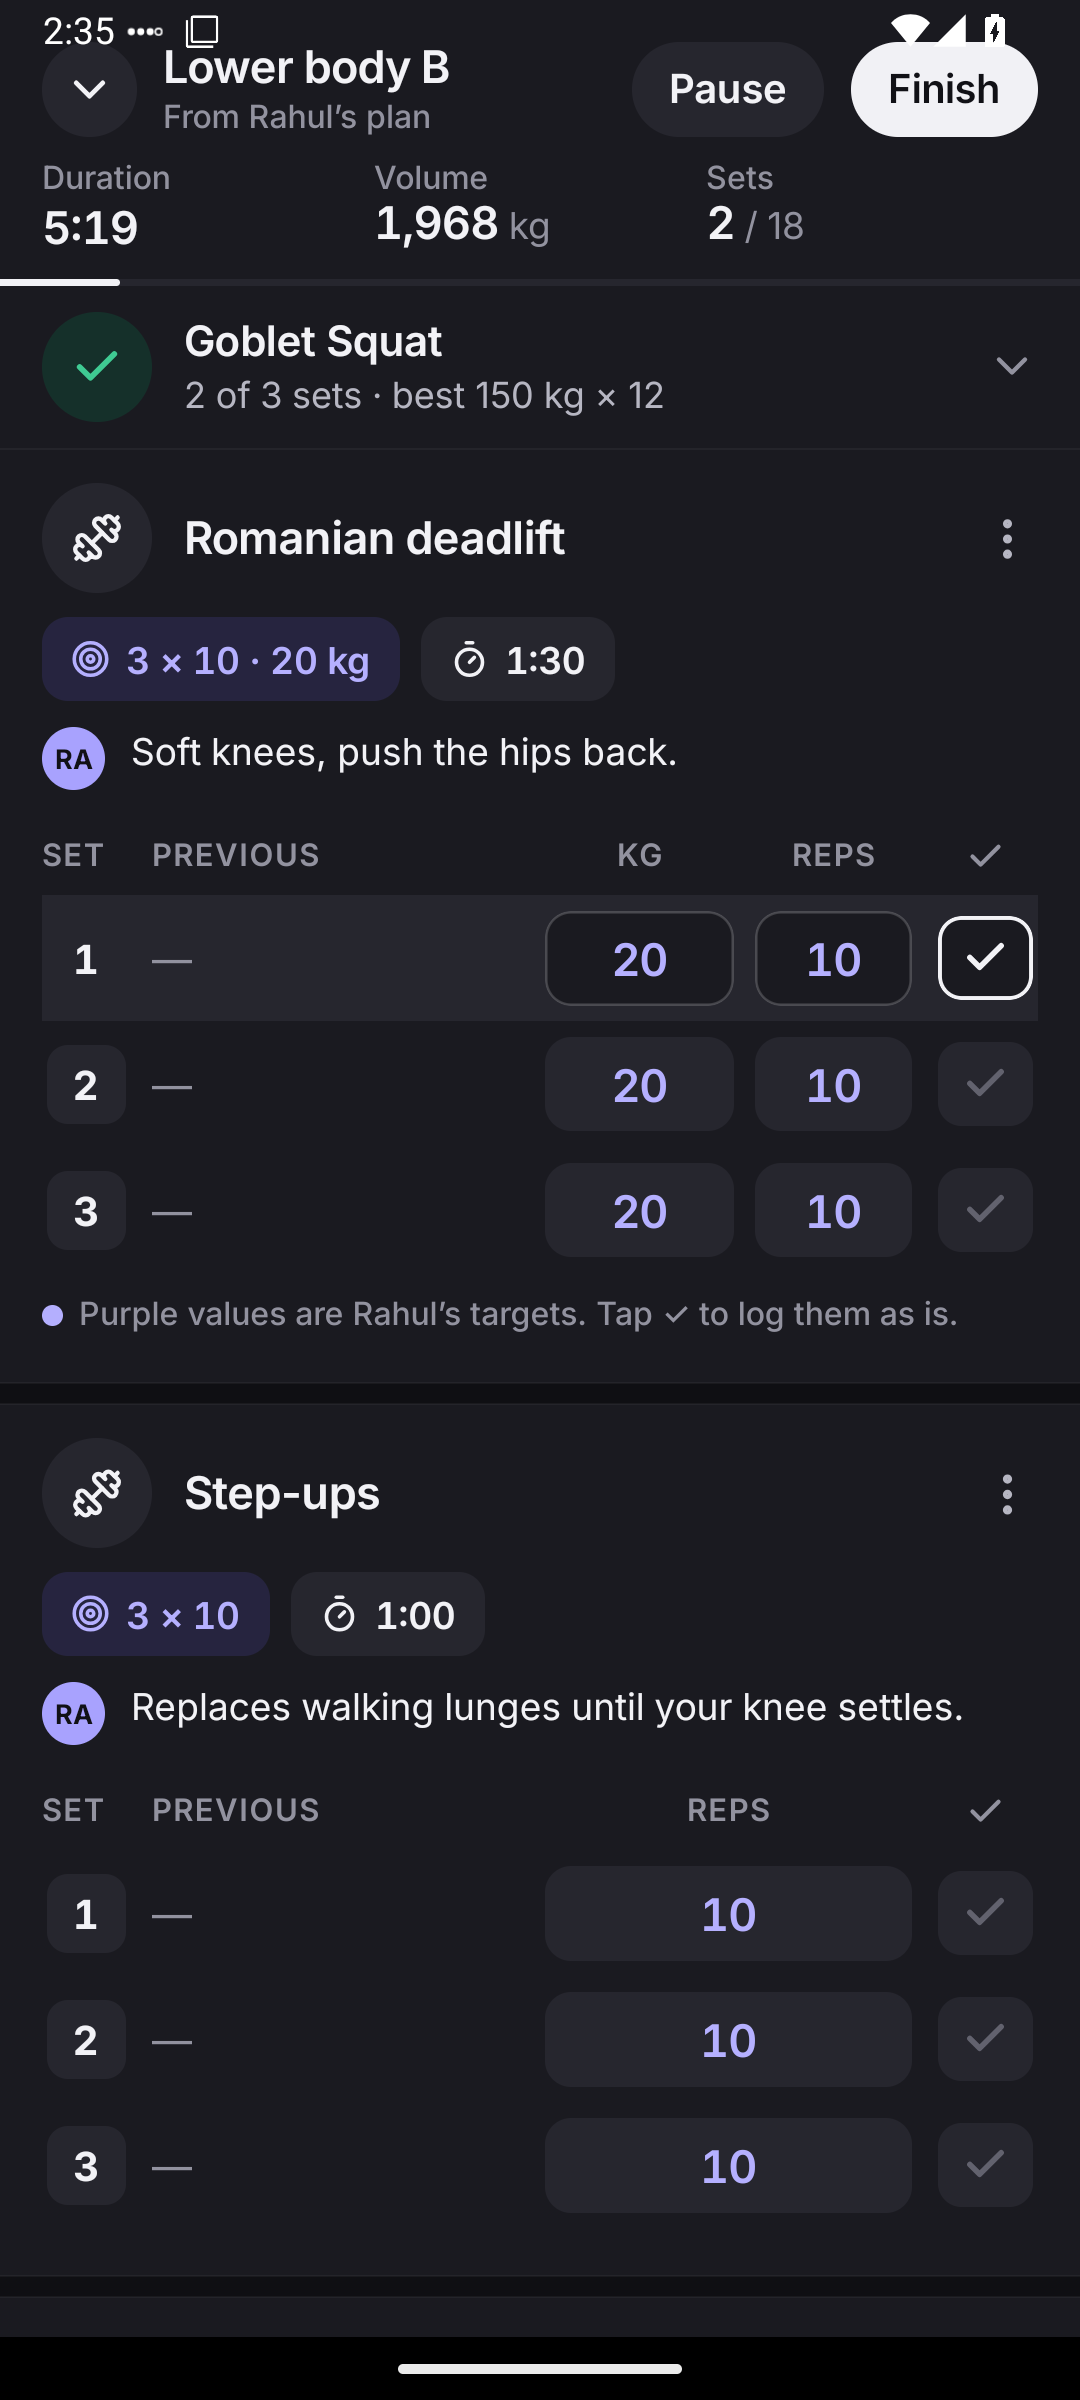 2:35
Lower body B
From Rahul's plan
Pause
Finish
Duration
Volume
Sets
5:19
1,968 kg
2 / 18
Goblet Squat
2 of 3 sets · best 150 kg × 12
Romanian deadlift
3 × 10 · 20 kg
1:30
RA
Soft knees, push the hips back.
SET PREVIOUS KG REPS ✓
1 — 20 10 ✓
2 — 20 10 ✓
3 — 20 10 ✓
Purple values are Rahul's targets. Tap ✓ to log them as is.
Step-ups
3 × 10
1:00
RA
Replaces walking lunges until your knee settles.
SET PREVIOUS REPS ✓
1 — 10 ✓
2 — 10 ✓
3 — 10 ✓